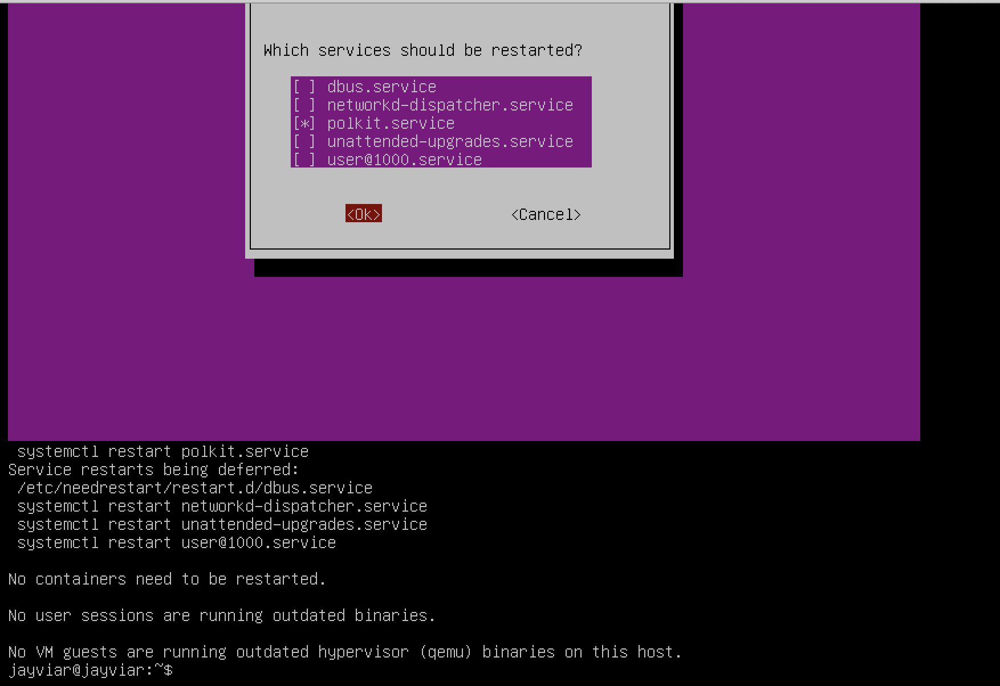 Which services should be restarted?
[ ] dbus.service
[ ] networkd-dispatcher.service
[*] polkit.service
[ ] unattended-upgrades.service
[ ] user@1000.service
<Ok> <Cancel>
systemctl restart polkit.service
Service restarts being deferred:
/etc/needrestart/restart.d/dbus.service
systemctl restart networkd-dispatcher.service
systemctl restart unattended-upgrades.service
systemctl restart user@1000.service
No containers need to be restarted.
No user sessions are running outdated binaries.
No VM guests are running outdated hypervisor (qemu) binaries on this host.
jayviar@jayviar:~$